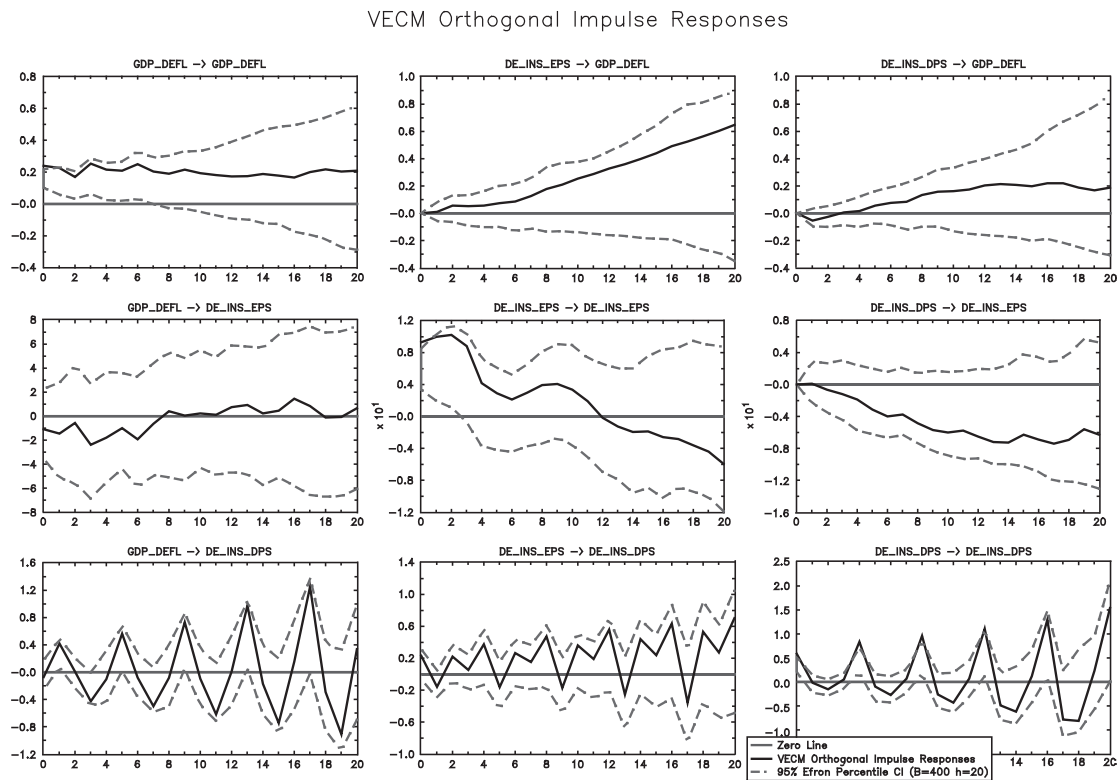 VECM Orthogonal Impulse Responses
GDP_DEFL -> GDP_DEFL
0.8
0.6
0.4
0.2
-0.0
-0.2
-0.4
0 2 4 6 8 10 12 14 16 18 20
DE_INS_EPS -> GDP_DEFL
1.0
0.8
0.6
0.4
0.2
-0.0
-0.2
-0.4
0 2 4 6 8 10 12 14 16 18 20
DE_INS_DPS -> GDP_DEFL
1.0
0.8
0.6
0.4
0.2
-0.0
-0.2
-0.4
0 2 4 6 8 10 12 14 16 18 20
GDP_DEFL -> DE_INS_EPS
8
6
4
2
0
-2
-4
-6
-8
0 2 4 6 8 10 12 14 16 18 20
DE_INS_EPS -> DE_INS_EPS
x 10¹
1.2
0.8
0.4
-0.0
-0.4
-0.8
-1.2
0 2 4 6 8 10 12 14 16 18 20
DE_INS_DPS -> DE_INS_EPS
x 10¹
0.8
0.4
-0.0
-0.4
-0.8
-1.2
-1.6
0 2 4 6 8 10 12 14 16 18 20
GDP_DEFL -> DE_INS_DPS
1.6
1.2
0.8
0.4
-0.0
-0.4
-0.8
-1.2
0 2 4 6 8 10 12 14 16 18 20
DE_INS_EPS -> DE_INS_DPS
1.4
1.0
0.6
0.2
-0.2
-0.6
-1.0
0 2 4 6 8 10 12 14 16 18 20
DE_INS_DPS -> DE_INS_DPS
2.5
2.0
1.5
1.0
0.5
0.0
-0.5
-1.0
14 16 18 20
Zero Line
VECM Orthogonal Impulse Responses
95% Efron Percentile CI (B=400 h=20)